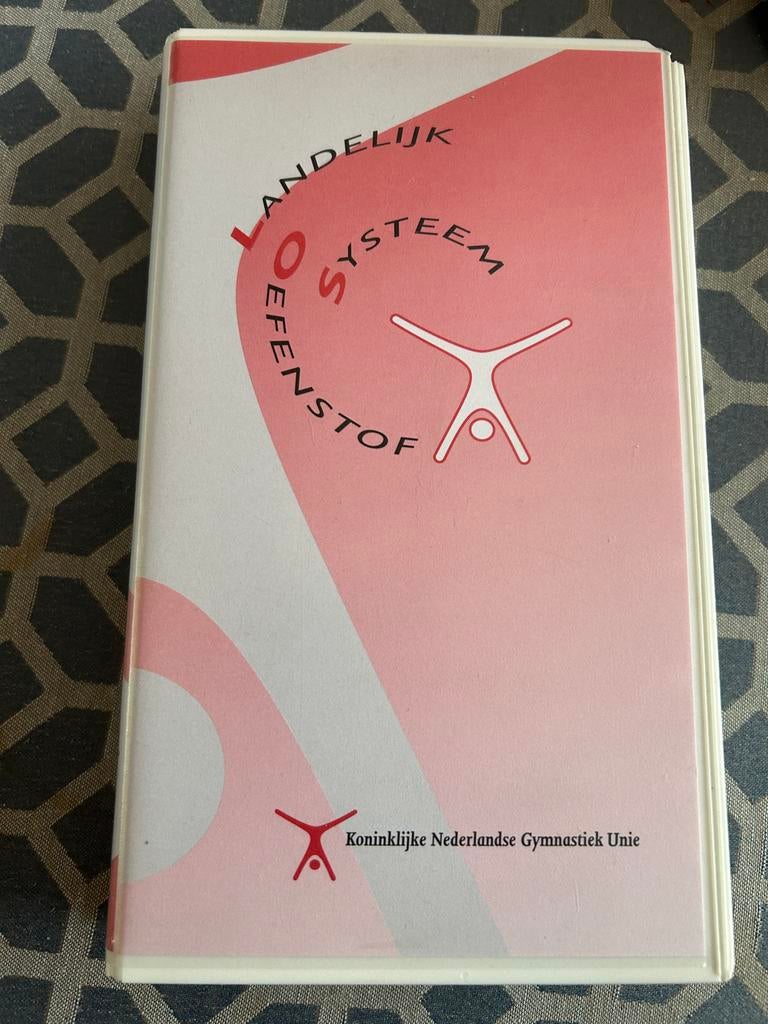 LANDELIJK
OEFENSTOF
SYSTEEM
Koninklijke Nederlandse Gymnastiek Unie